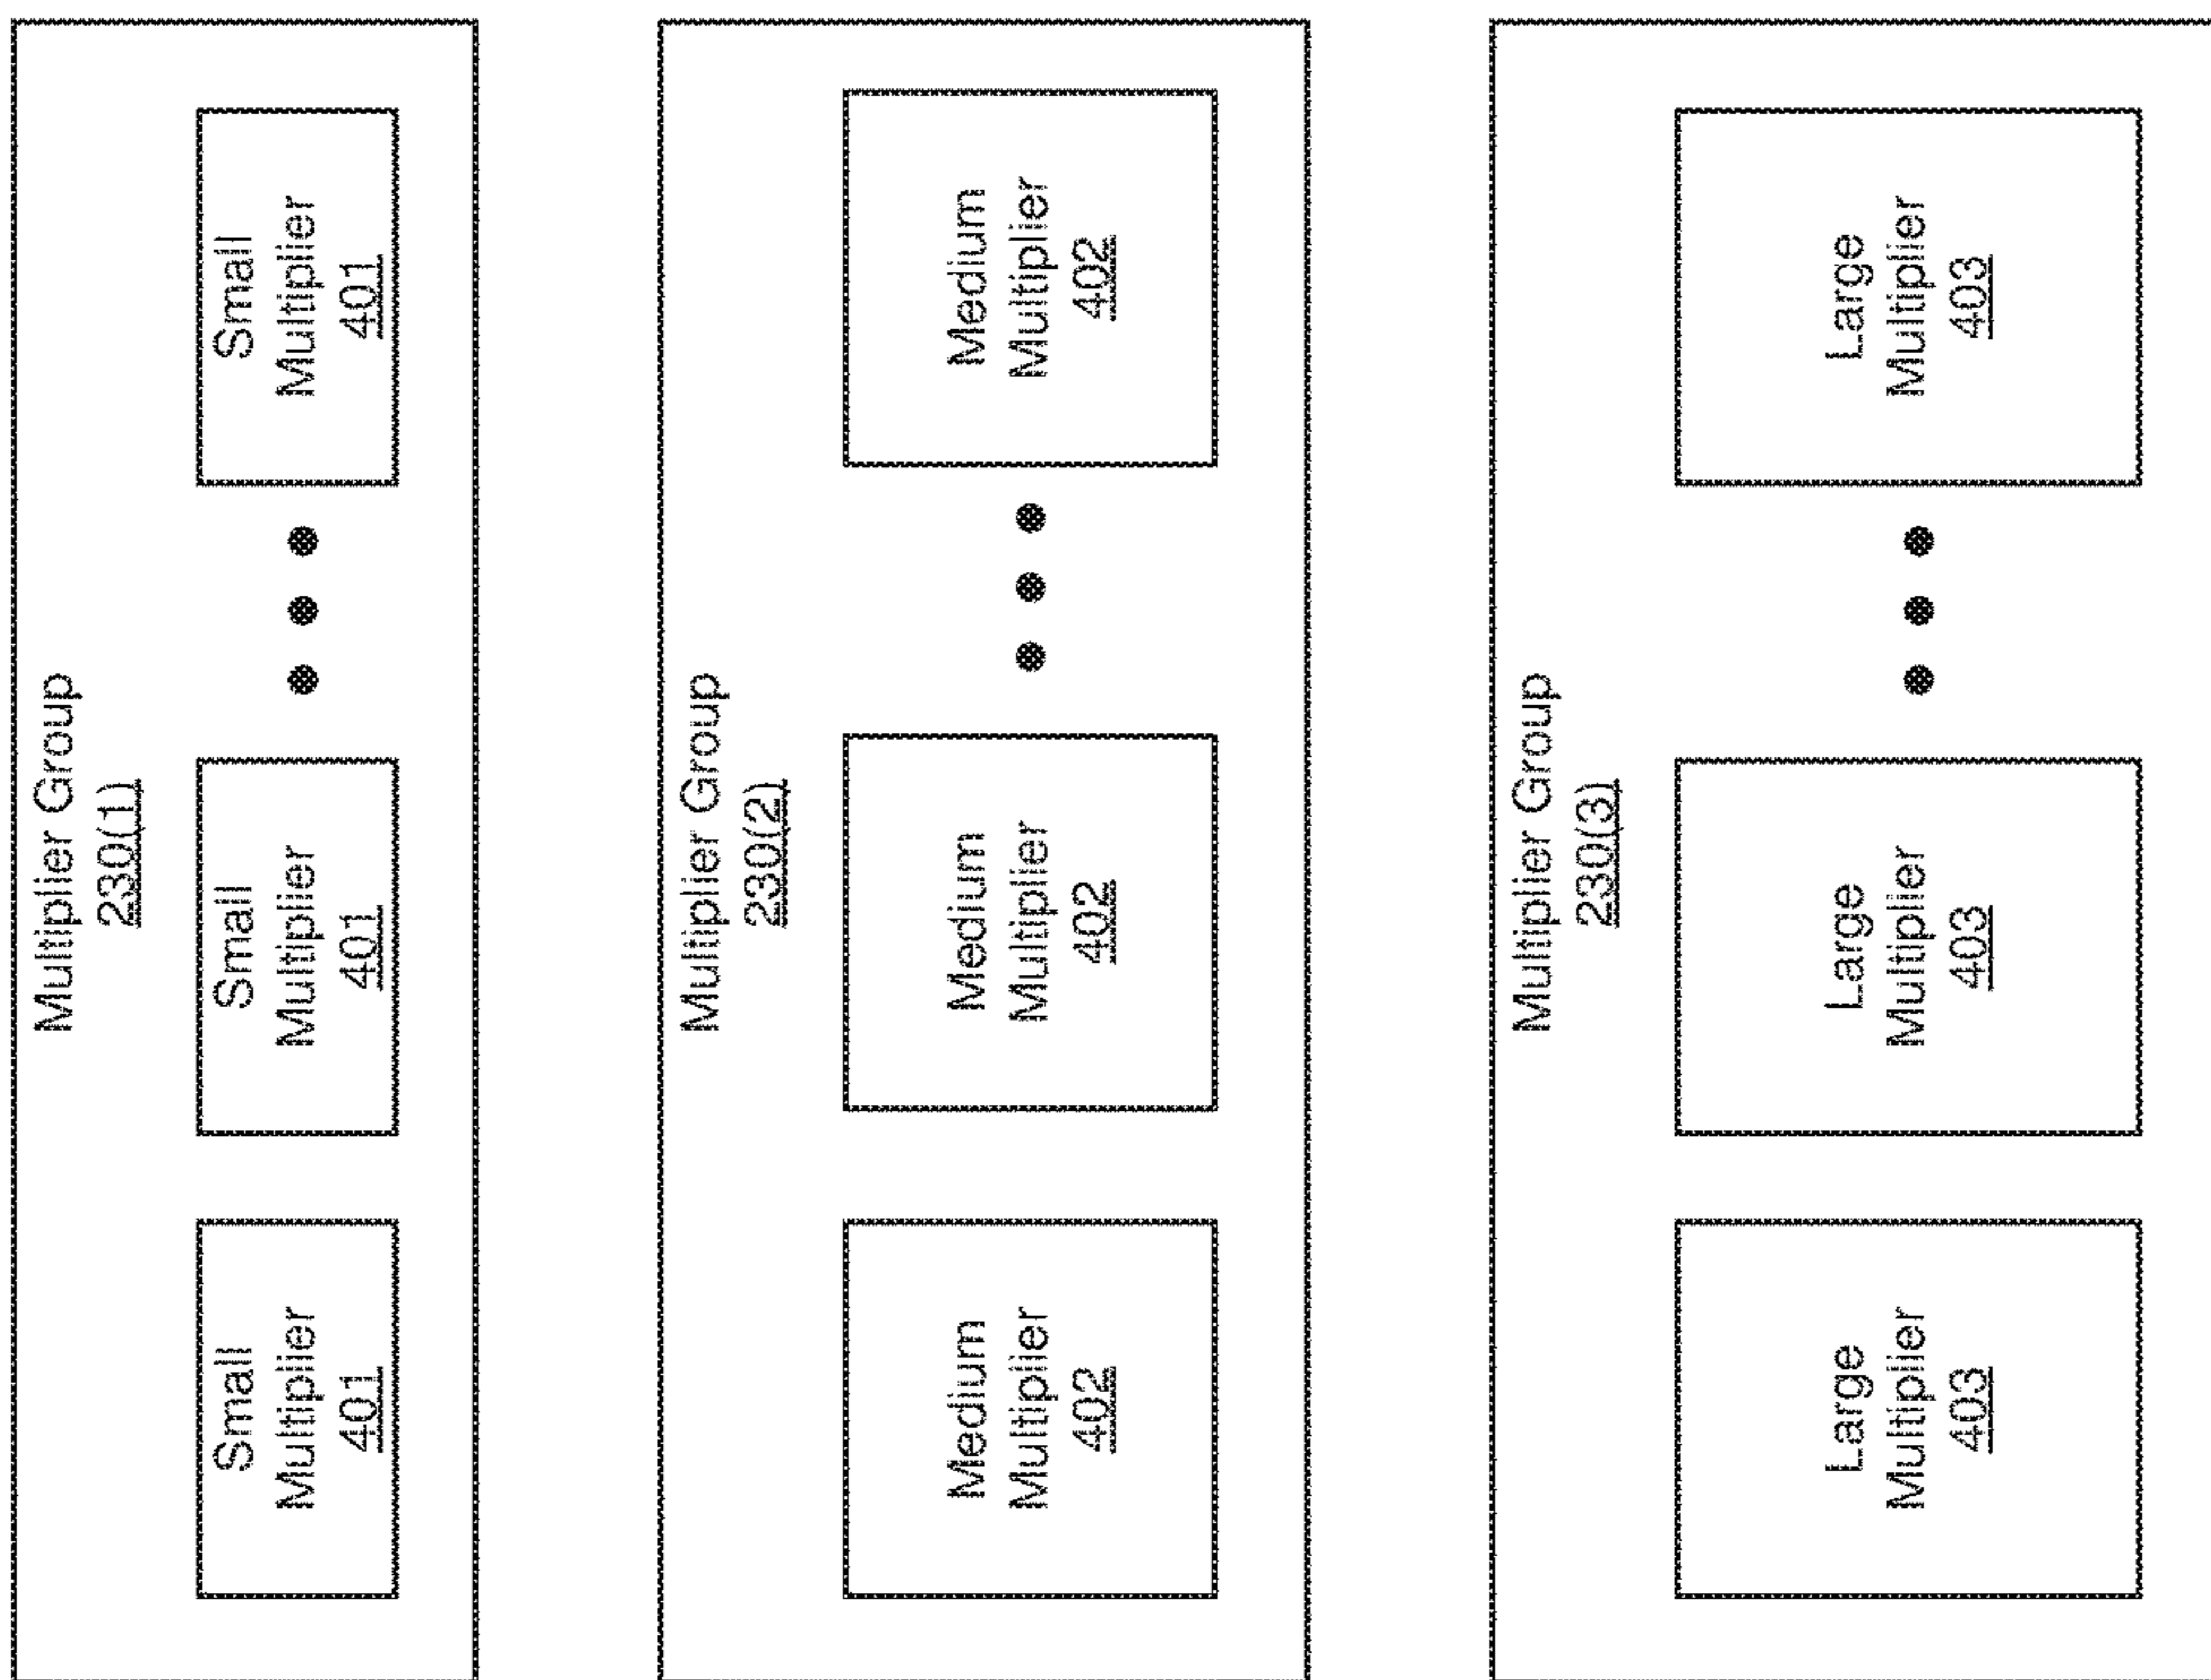 Multiplier Group
230(1)
Small
Multiplier
401
Small
Multiplier
401
Small
Multiplier
401
Multiplier Group
230(2)
Medium
Multiplier
402
Medium
Multiplier
402
Medium
Multiplier
402
Multiplier Group
230(3)
Large
Multiplier
403
Large
Multiplier
403
Large
Multiplier
403